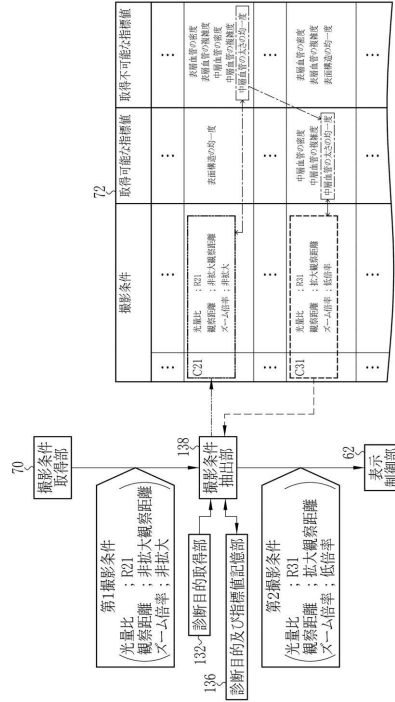 70
撮影条件
取得部
第1撮影条件
光量比 ；R21
観察距離 ；非拡大観察距離
ズーム倍率；非拡大
132
診断目的取得部
136
診断目的及び指標値記憶部
138
撮影条件
抽出部
第2撮影条件
光量比 ；R31
観察距離 ；拡大観察距離
ズーム倍率；低倍率
62
表示
制御部
72
撮影条件
取得可能な指標値
取得不可能な指標値
⋮ ⋮ ⋮ ⋮
C21
光量比 ；R21
観察距離 ；非拡大観察距離
ズーム倍率；非拡大
表面構造の均一度
表層血管の密度
表層血管の複雑度
中層血管の密度
中層血管の複雑度
中層血管の太さの均一度
⋮ ⋮ ⋮ ⋮
C31
光量比 ；R31
観察距離 ；拡大観察距離
ズーム倍率；低倍率
中層血管の密度
中層血管の複雑度
中層血管の太さの均一度
表層血管の密度
表層血管の複雑度
表面構造の均一度
⋮ ⋮ ⋮ ⋮